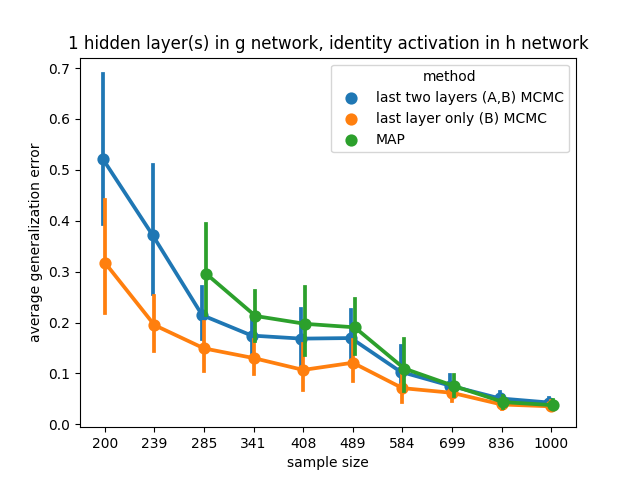 1 hidden layer(s) in g network, identity activation in h network
method
last two layers (A,B) MCMC
last layer only (B) MCMC
MAP
average generalization error
0.7
0.6
0.5
0.4
0.3
0.2
0.1
0.0
200 239 285 341 408 489 584 699 836 1000
sample size